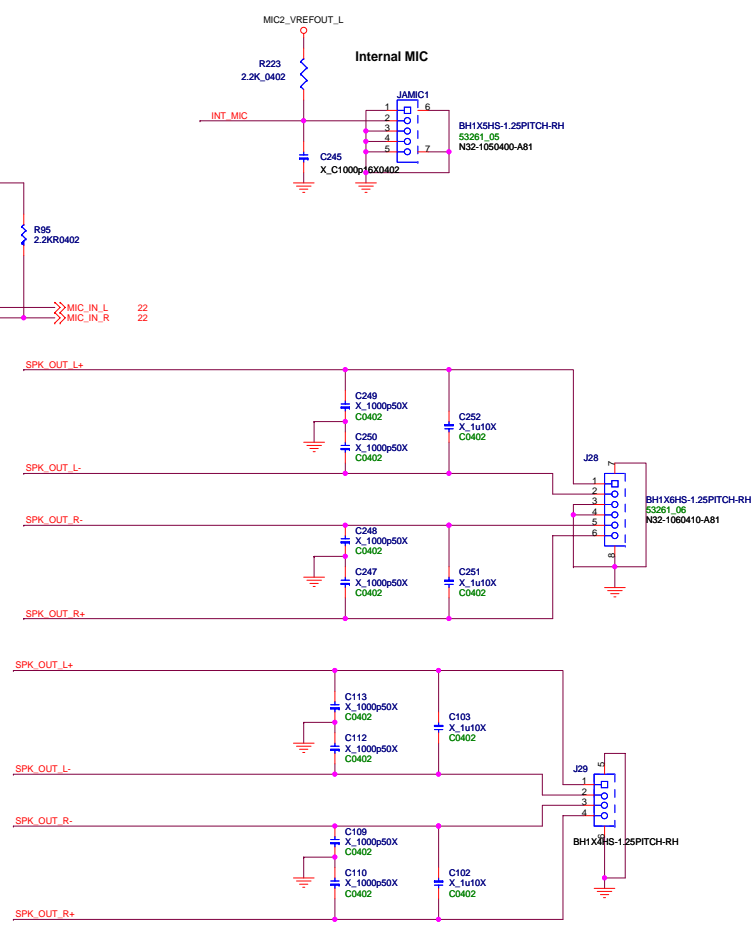 MIC2_VREFOUT_L
Internal MIC
R223
2.2K_0402
JAMIC1
1
6
INT_MIC
2
3
4
5
7
BH1X5HS-1.25PITCH-RH
53261_05
N32-1050400-A81
C245
X_C1000p16X0402
R95
2.2KR0402
MIC_IN_L 22
MIC_IN_R 22
SPK_OUT_L+
C249
X_1000p50X
C0402
C252
X_1u10X
C0402
C250
X_1000p50X
C0402
SPK_OUT_L-
J28
7
1
2
3
4
5
6
8
BH1X6HS-1.25PITCH-RH
53261_06
N32-1060410-A81
SPK_OUT_R-
C248
X_1000p50X
C0402
C247
X_1000p50X
C0402
C251
X_1u10X
C0402
SPK_OUT_R+
SPK_OUT_L+
C113
X_1000p50X
C0402
C103
X_1u10X
C0402
C112
X_1000p50X
C0402
SPK_OUT_L-
J29
5
1
2
3
4
6
BH1X4HS-1.25PITCH-RH
SPK_OUT_R-
C109
X_1000p50X
C0402
C110
X_1000p50X
C0402
C102
X_1u10X
C0402
SPK_OUT_R+